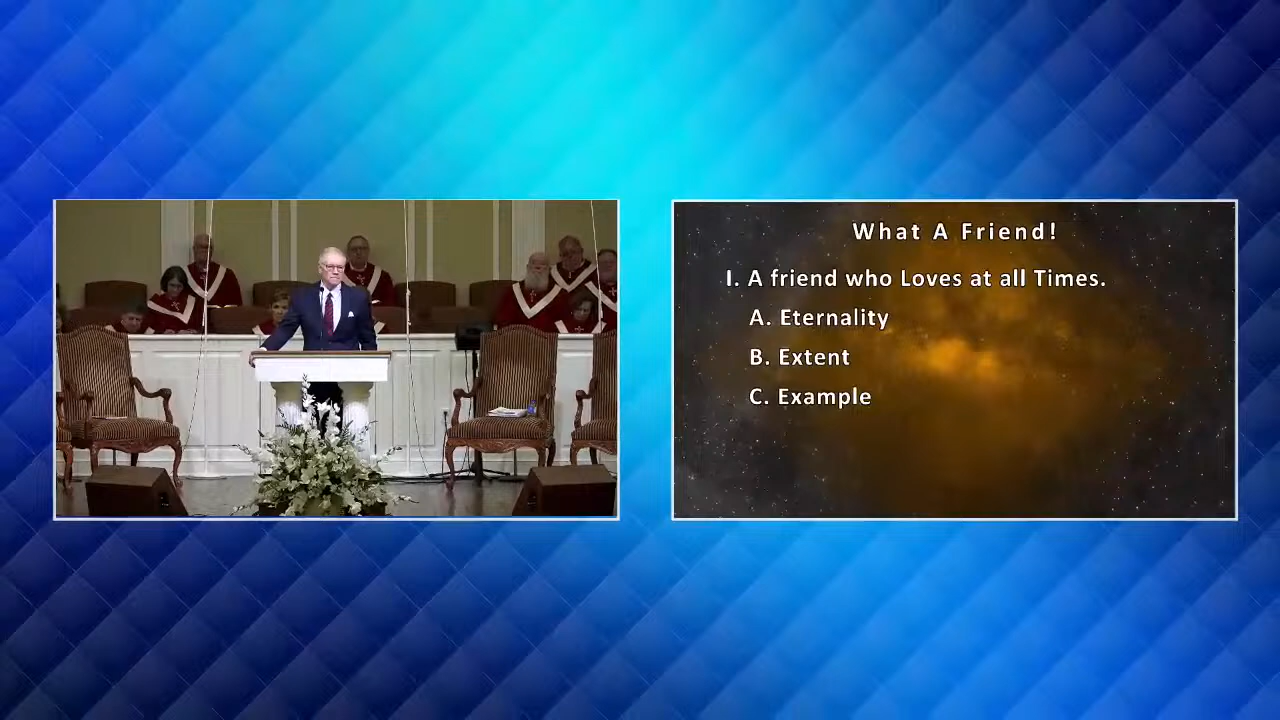 What A Friend!
I. A friend who Loves at all Times.
A. Eternality
B. Extent
C. Example